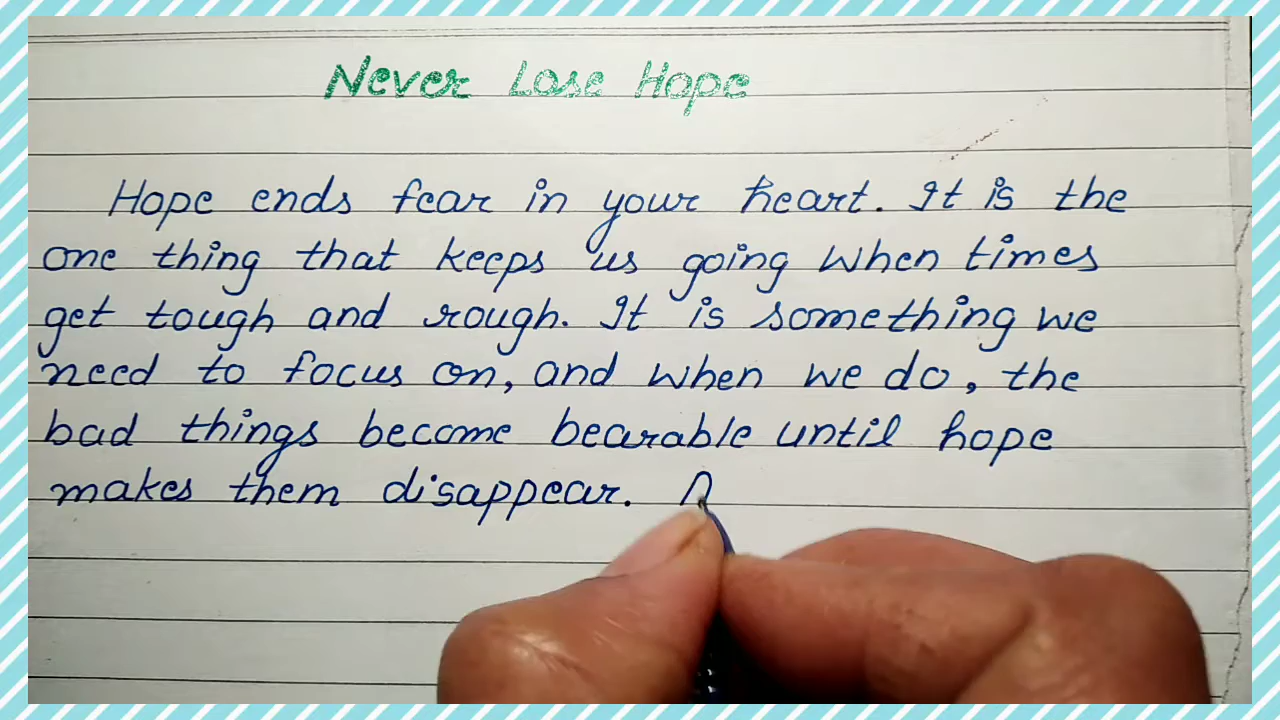 Never Lose Hope
Hope ends fear in your heart. It is the
one thing that keeps us going when times
get tough and rough. It is something we
need to focus on, and when we do, the
bad things become bearable until hope
makes them disappear.